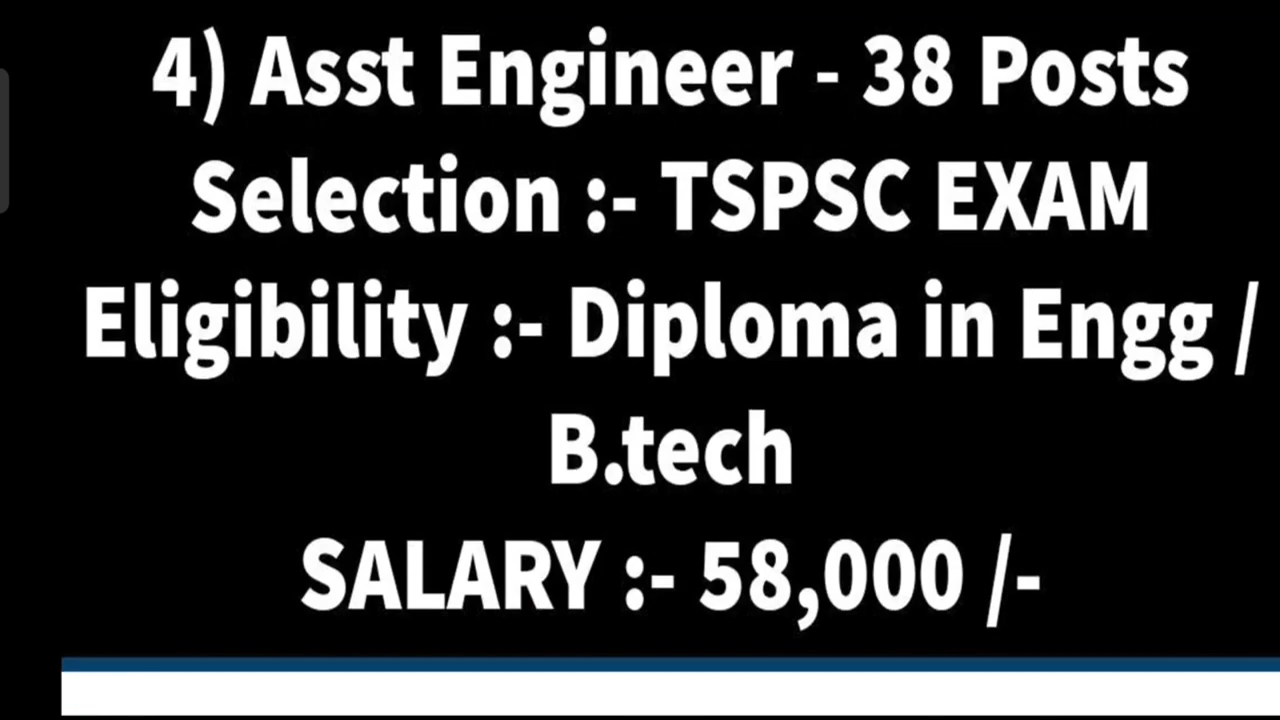 4) Asst Engineer - 38 Posts
Selection :- TSPSC EXAM
Eligibility :- Diploma in Engg /
B.tech
SALARY :- 58,000 /-